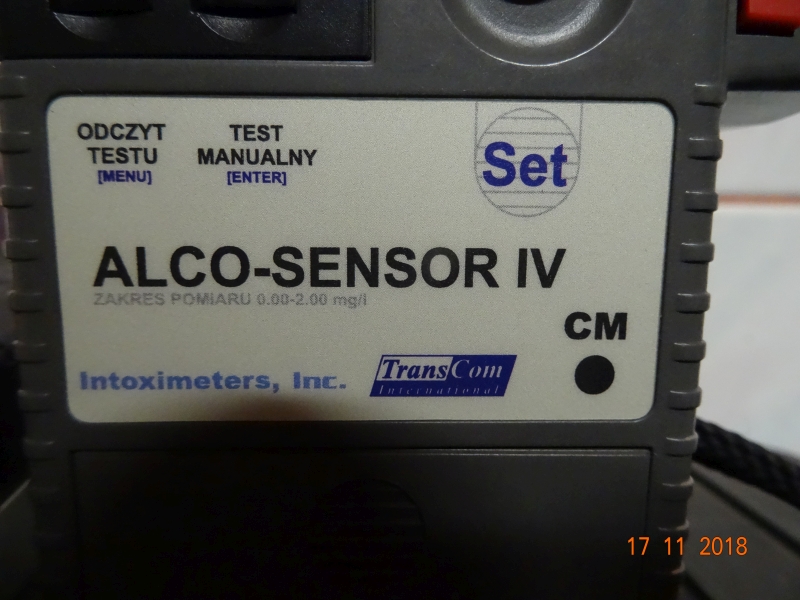 ODCZYT
TESTU
[MENU]
TEST
MANUALNY
[ENTER]
Set
ALCO-SENSOR IV
ZAKRES POMIARU 0.00-2.00 mg/l
CM
Intoximeters, Inc.
TransCom
International
17 11 2018